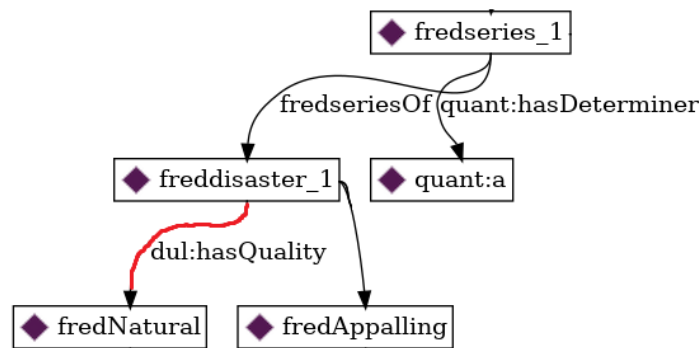 fredseries_1
fredseriesOf quant:hasDeterminer
freddisaster_1
quant:a
dul:hasQuality
fredNatural
fredAppalling